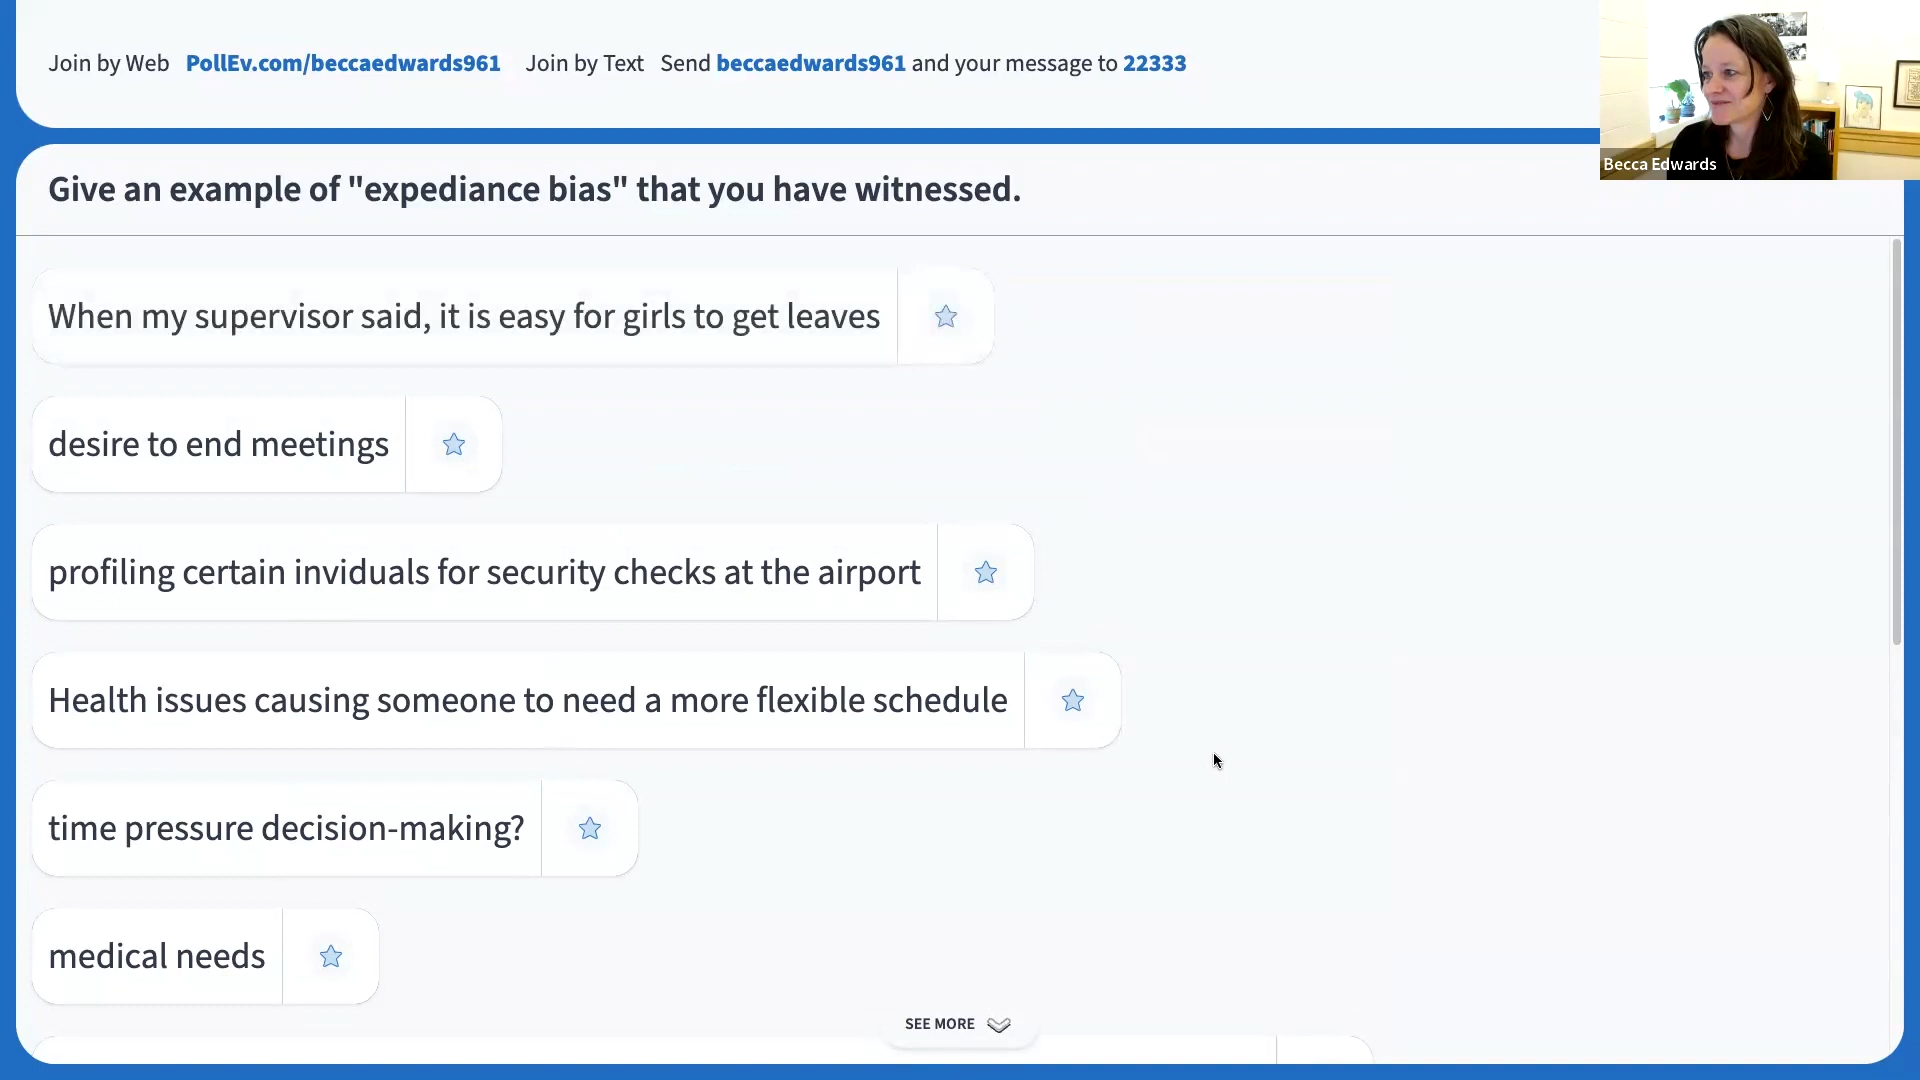 Join by Web PollEv.com/beccaedwards961 Join by Text Send beccaedwards961 and your message to 22333
Becca Edwards
Give an example of "expediance bias" that you have witnessed.
When my supervisor said, it is easy for girls to get leaves
desire to end meetings
profiling certain inviduals for security checks at the airport
Health issues causing someone to need a more flexible schedule
time pressure decision-making?
medical needs
SEE MORE